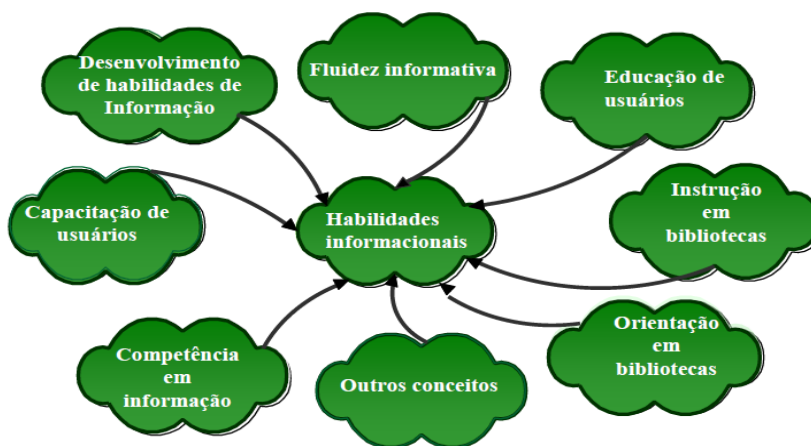 Desenvolvimento
de habilidades de
Informação
Fluidez informativa
Educação de
usuários
Capacitação de
usuários
Habilidades
informacionais
Instrução
em
bibliotecas
Competência
em
informação
Outros conceitos
Orientação
em
bibliotecas